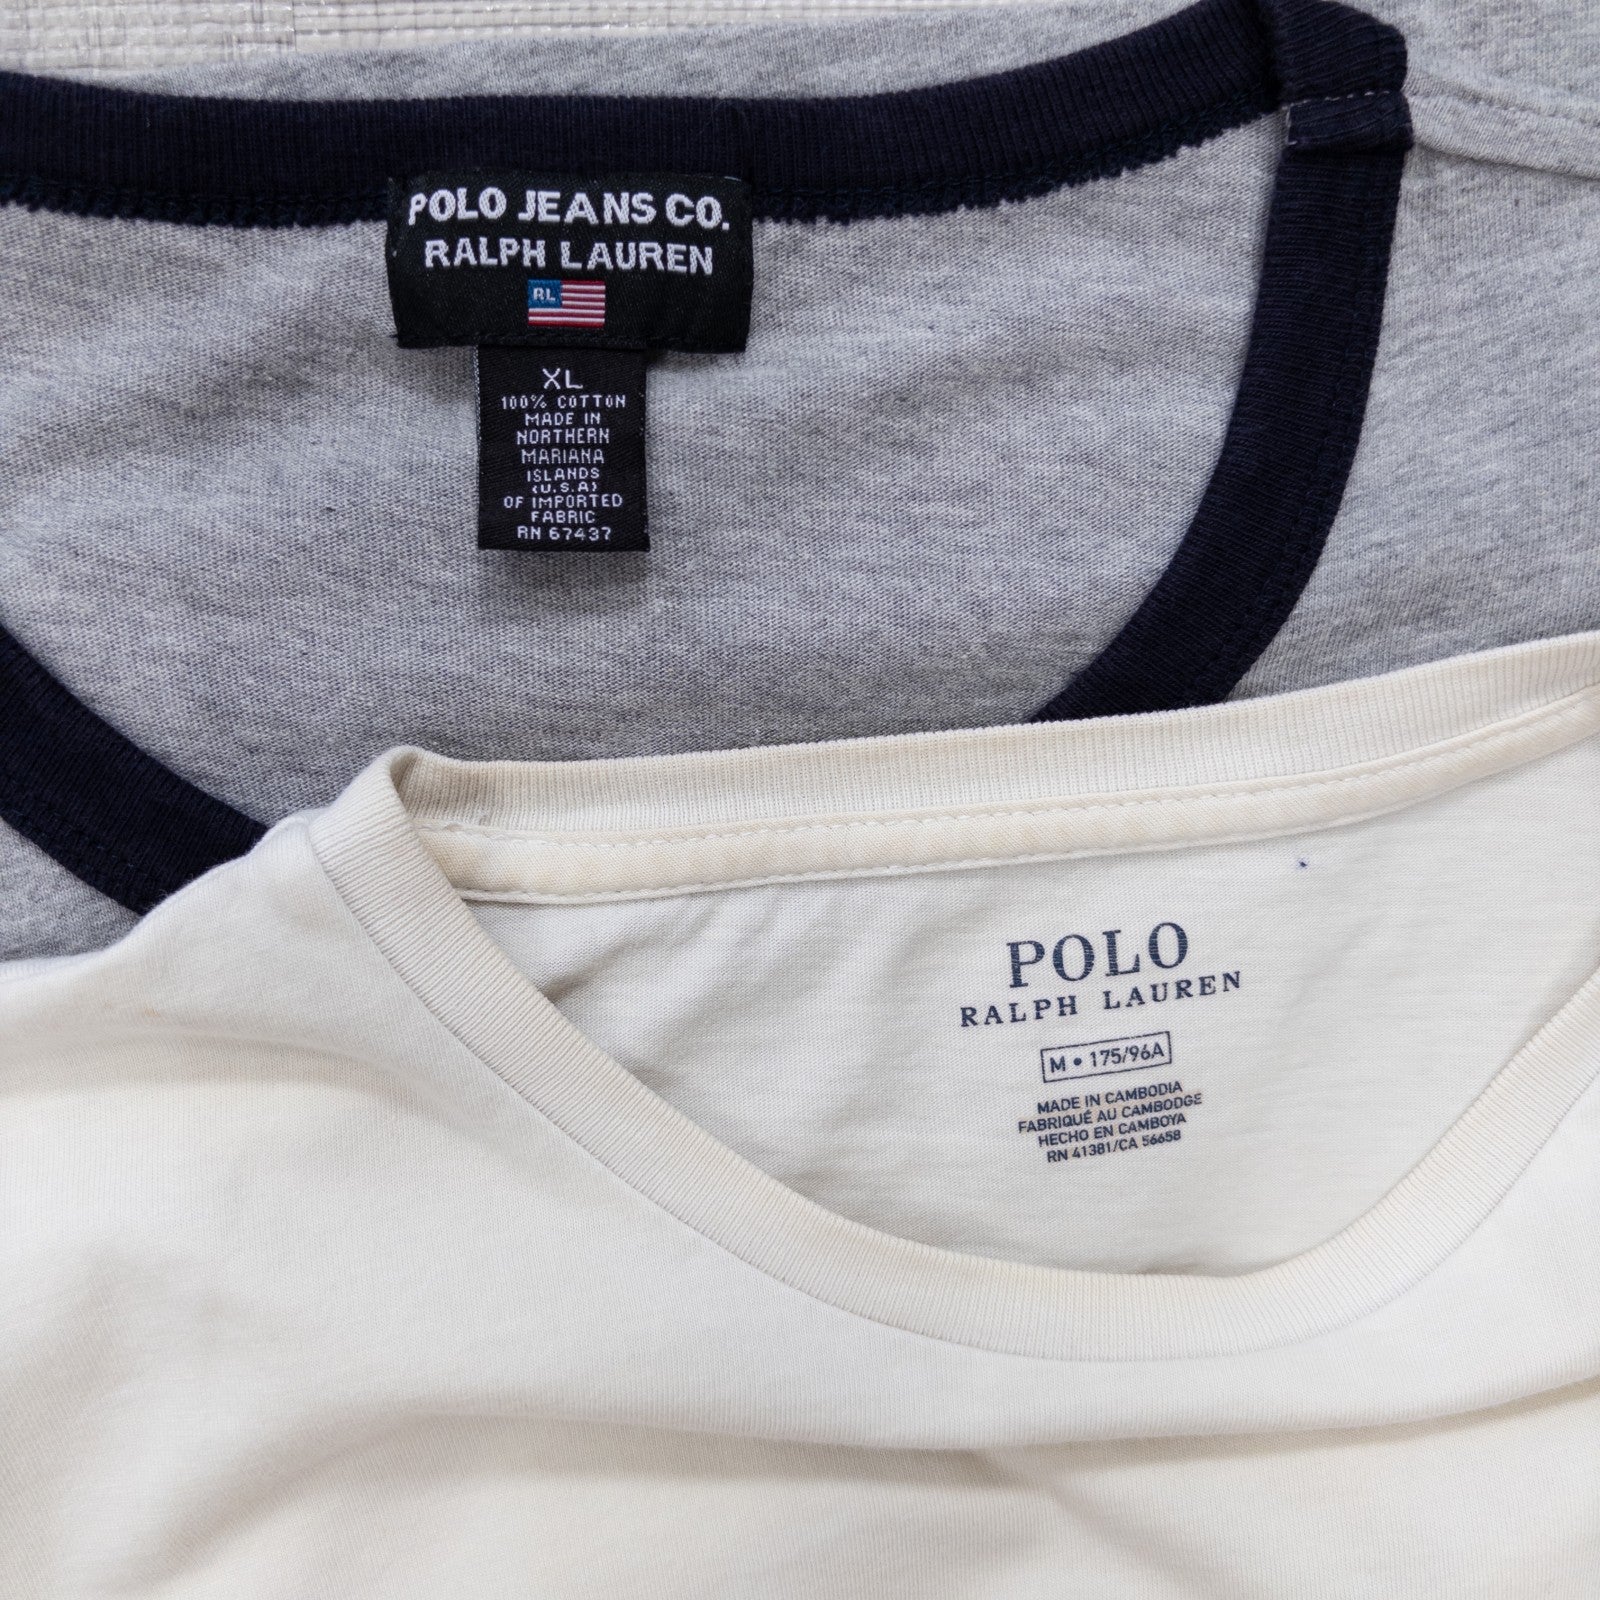 POLO JEANS CO.
RALPH LAUREN
RL
XL
100% COTTON
MADE IN
NORTHERN
MARIANA
ISLANDS
(U.S.A)
OF IMPORTED
FABRIC
RN 67437
POLO
RALPH LAUREN
M • 175/96A
MADE IN CAMBODIA
FABRIQUÉ AU CAMBODGE
HECHO EN CAMBOYA
RN 41381/CA 56658